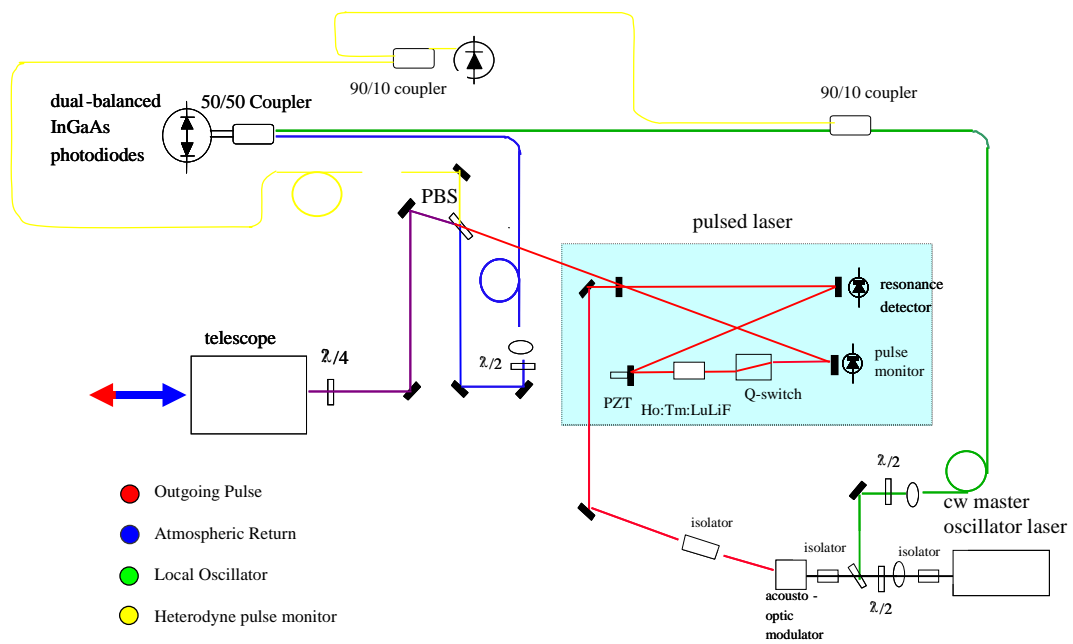 90/10 coupler
dual-balanced
InGaAs
photodiodes
50/50 Coupler
90/10 coupler
PBS
pulsed laser
resonance
detector
telescope
λ/4
λ/2
pulse
monitor
PZT
Ho:Tm:LuLiF
Q-switch
λ/2
cw master
oscillator laser
Outgoing Pulse
Atmospheric Return
Local Oscillator
Heterodyne pulse monitor
isolator
isolator
isolator
acousto-
optic
modulator
λ/2